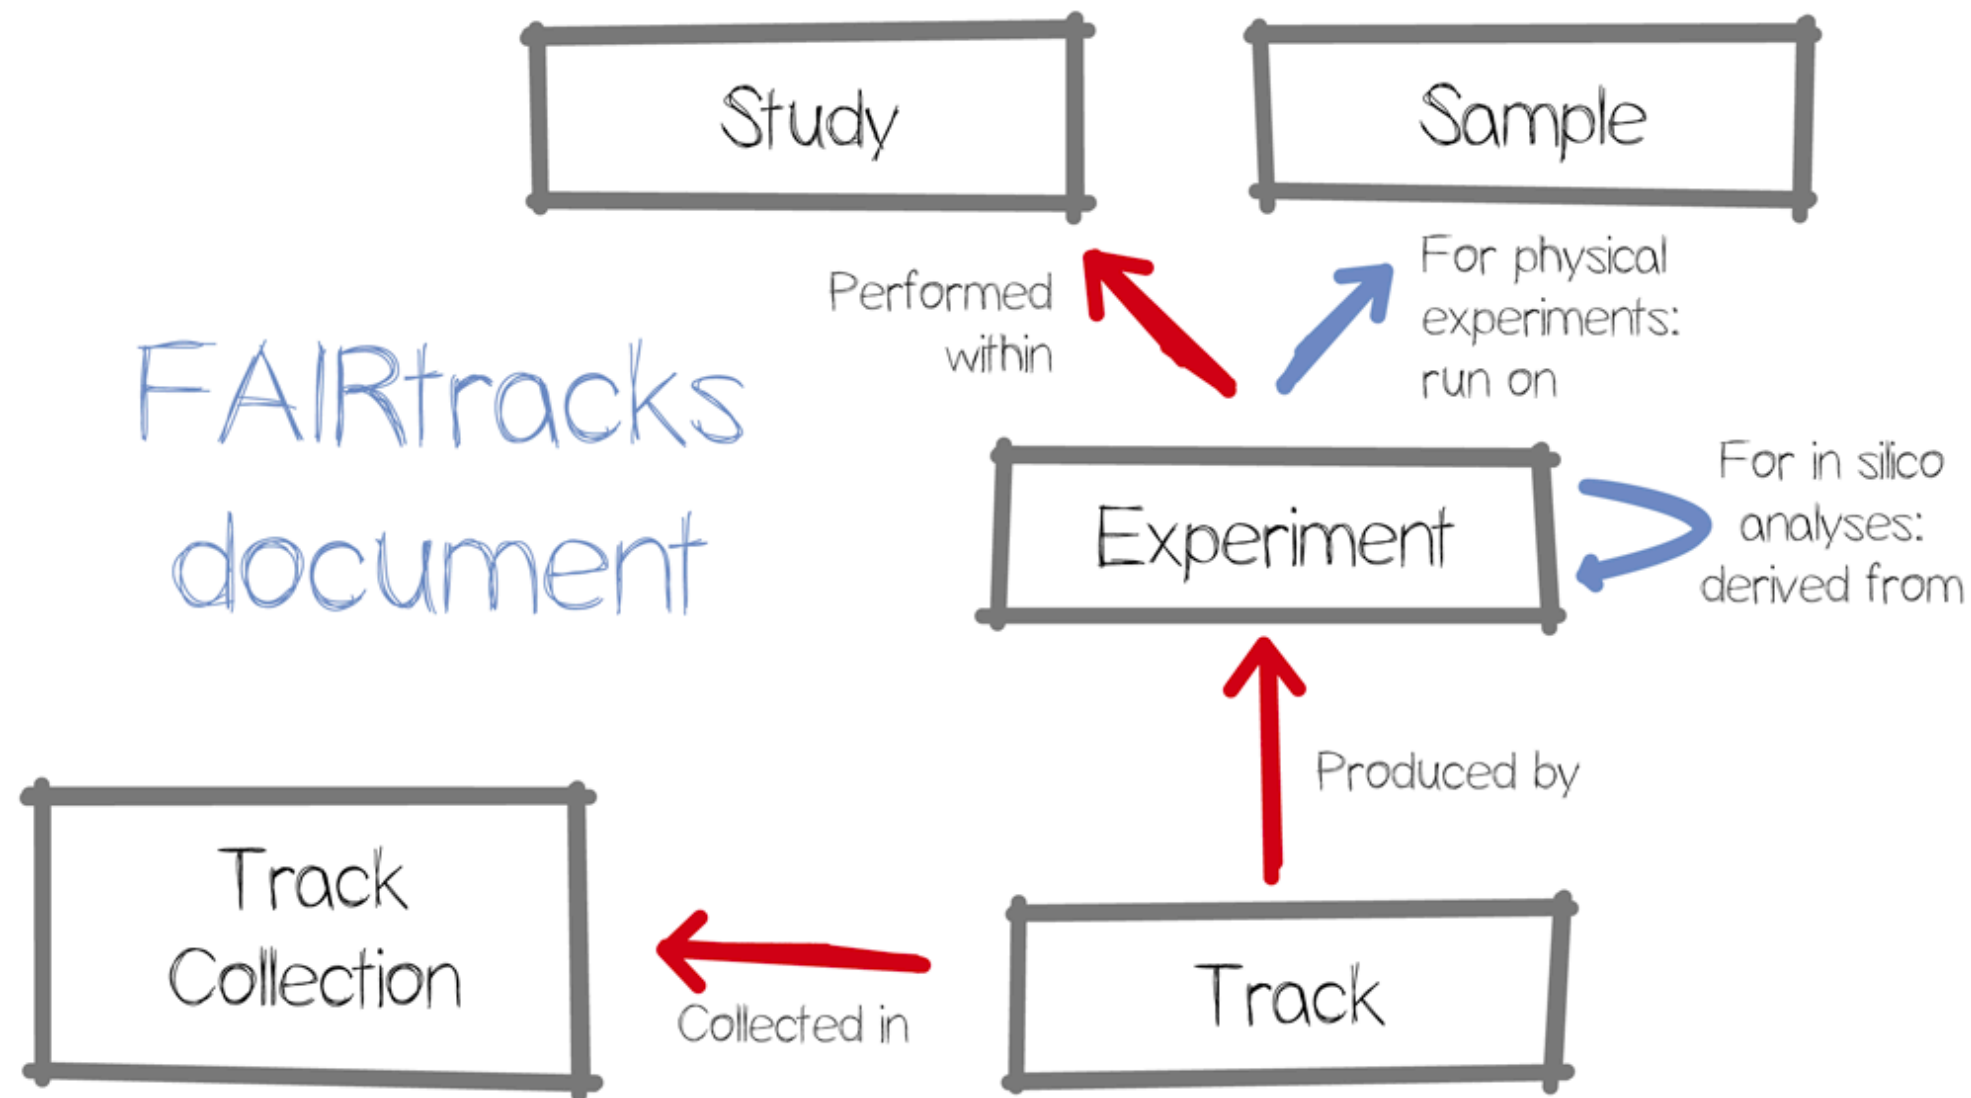 Study
Sample
Performed
within
For physical
experiments:
run on
FAIRtracks
document
Experiment
For in silico
analyses:
derived from
Produced by
Track
Collection
Collected in
Track